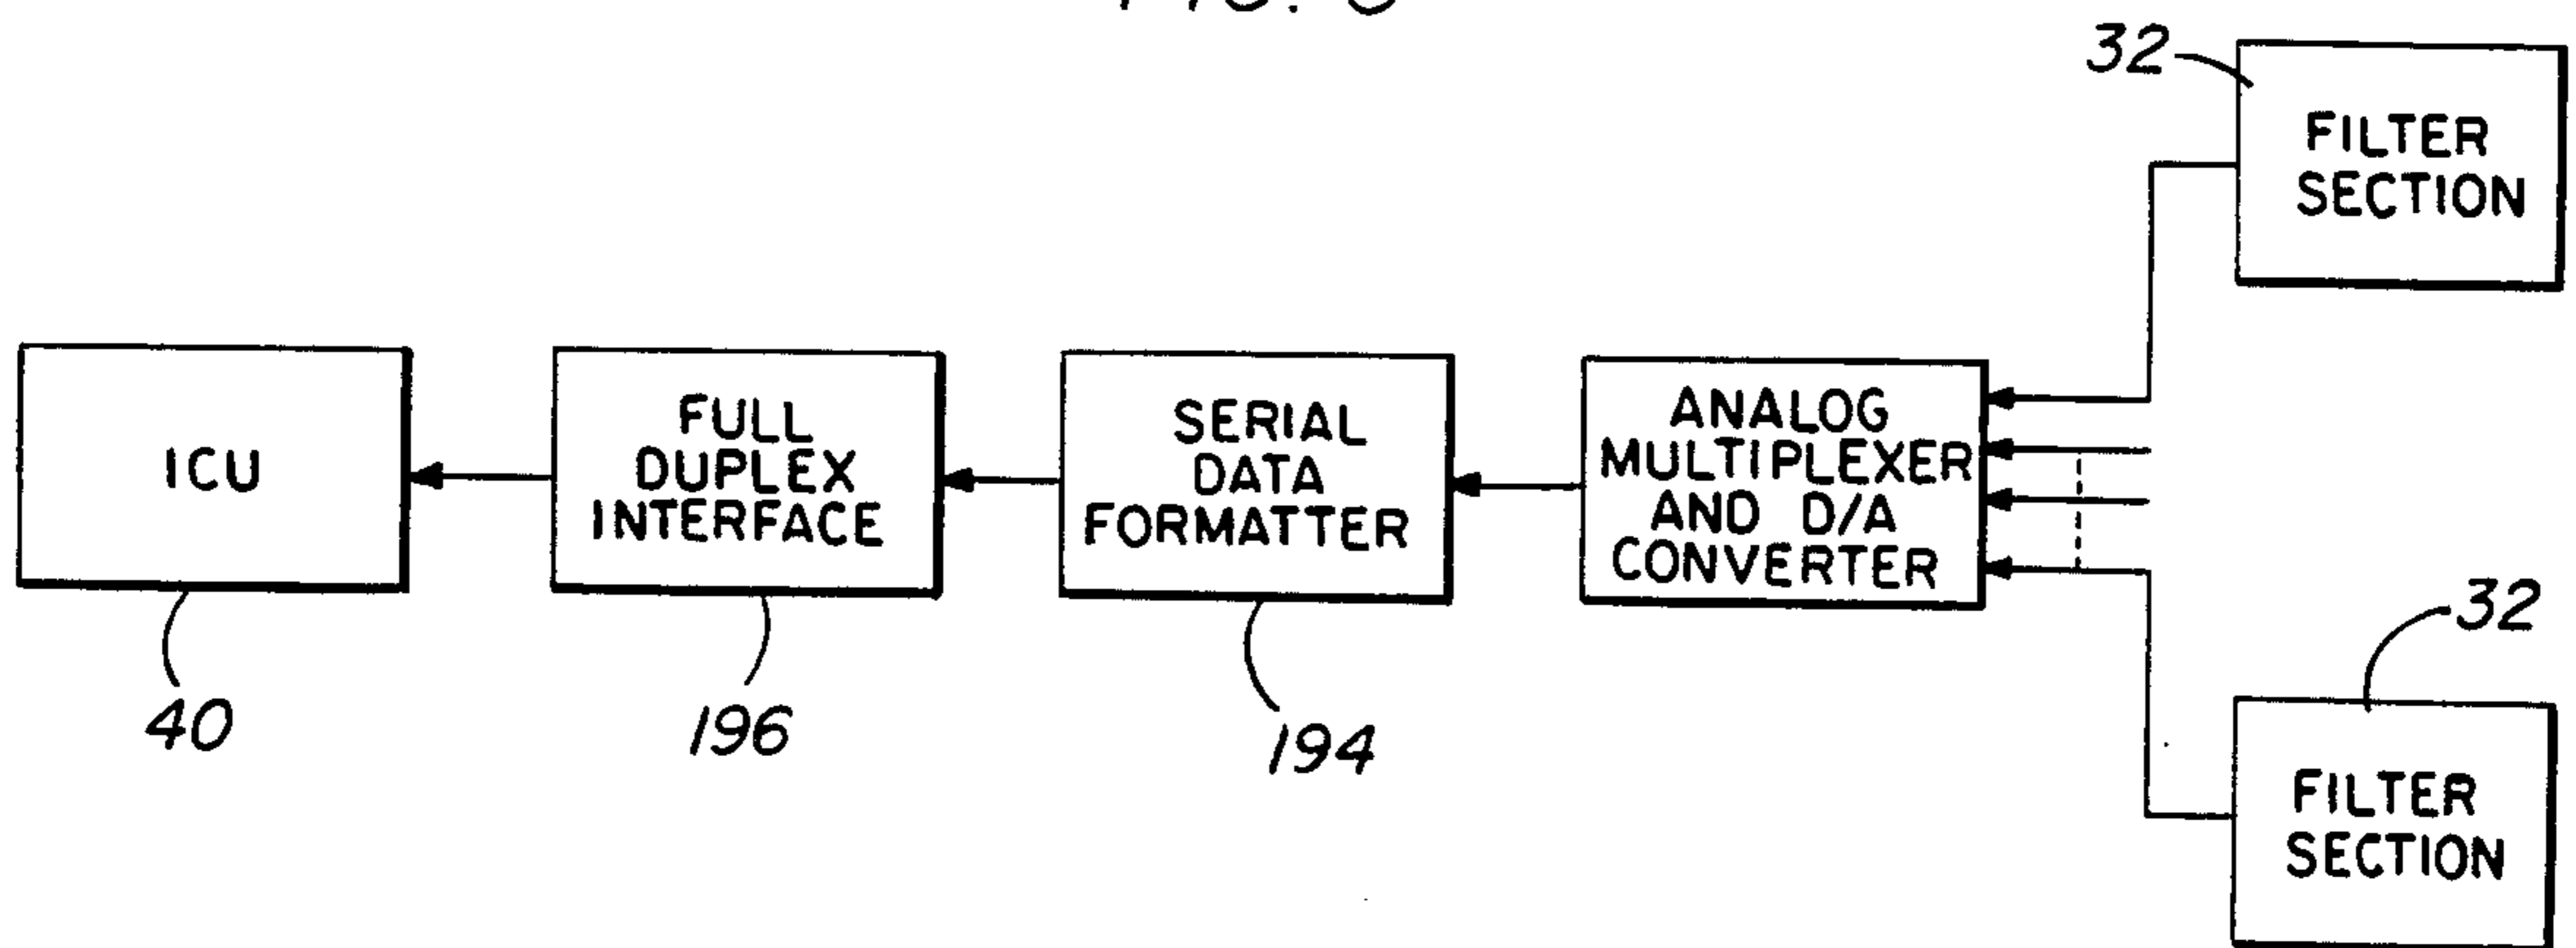 32
FILTER
SECTION
ICU
FULL
DUPLEX
INTERFACE
SERIAL
DATA
FORMATTER
ANALOG
MULTIPLEXER
AND D/A
CONVERTER
40
196
194
32
FILTER
SECTION